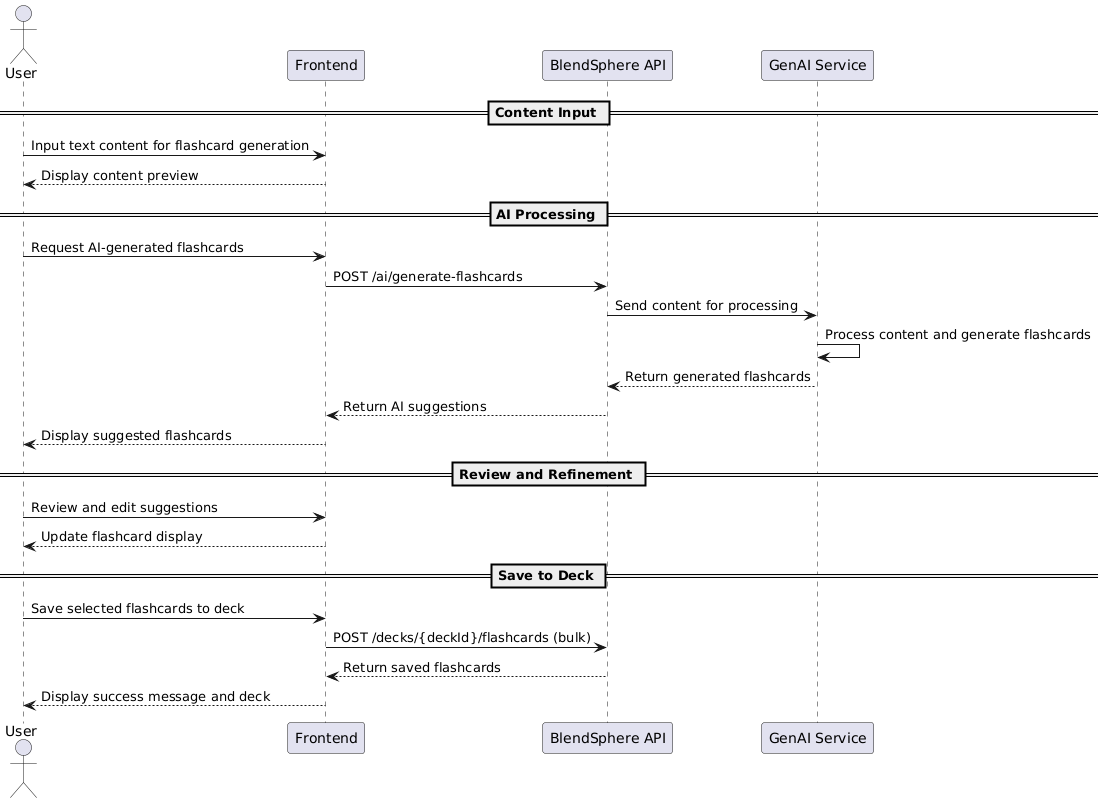 User
Frontend
BlendSphere API
GenAI Service
Content Input
Input text content for flashcard generation
Display content preview
AI Processing
Request AI-generated flashcards
POST /ai/generate-flashcards
Send content for processing
Process content and generate flashcards
Return generated flashcards
Return AI suggestions
Display suggested flashcards
Review and Refinement
Review and edit suggestions
Update flashcard display
Save to Deck
Save selected flashcards to deck
POST /decks/{deckId}/flashcards (bulk)
Return saved flashcards
Display success message and deck
User
Frontend
BlendSphere API
GenAI Service